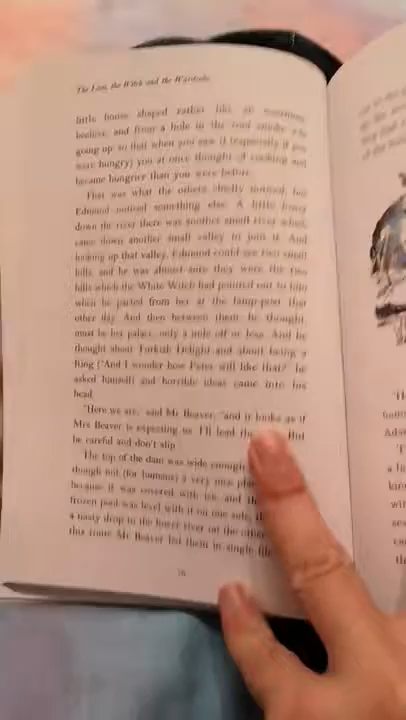 The Lion, the Witch and the Wardrobe
little house shaped rather like an enormous
beehive, and from a hole in the roof smoke was
going up, so that when you saw it (especially if you
were hungry) you at once thought of cooking and
became hungrier than you were before.
That was what the others chiefly noticed, but
Edmund noticed something else. A little lower
down the river there was another small river which
came down another small valley to join it. And
looking up that valley, Edmund could see two small
hills, and he was almost sure they were the two
hills which the White Witch had pointed out to him
when he parted from her at the lamp-post that
other day. And then between them, he thought,
must be her palace, only a mile off or less. And he
thought about Turkish Delight and about being a
King ("And I wonder how Peter will like that?" he
asked himself) and horrible ideas came into his
head.
"Here we are," said Mr Beaver, "and it looks as if
Mrs Beaver is expecting us. I'll lead the But
be careful and don't slip
The top of the dam was wide enough
though not (for humans) a very nice
because it was covered with ice, and
frozen pool was level with it on one side,
a nasty drop to the lower river on the other
this route Mr Beaver led them in single file